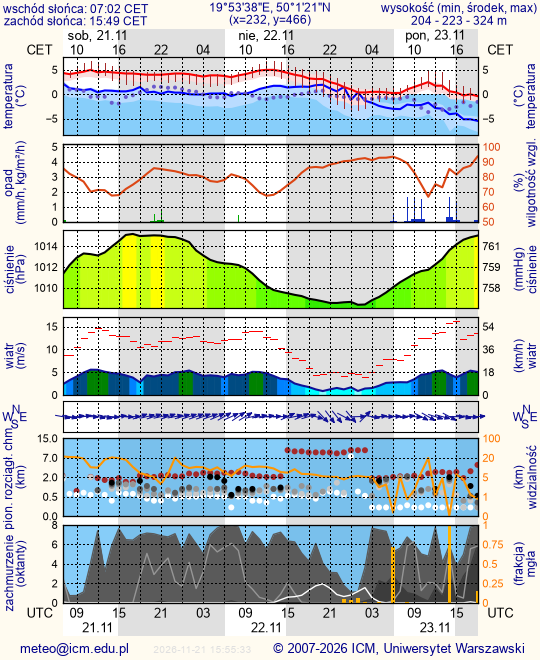 wschód słońca: 07:02 CET
19°53'38"E, 50°1'21"N
wysokość (min, środek, max)
zachód słońca: 15:49 CET
(x=232, y=466)
204 - 223 - 324 m
sob, 21.11
nie, 22.11
pon, 23.11
CET 10 16 22 04 10 16 22 04 10 16 CET
temperatura (°C)
5 0 −5
5 0 −5
temperatura (°C)
opad (mm/h, kg/m²/h)
5 4 3 2 1 0
100 90 80 70 60 50
(%) wilgotność wzgl.
ciśnienie (hPa)
1014 1012 1010
761 759 758
(mmHg) ciśnienie
wiatr (m/s)
15 10 5 0
54 36 18 0
(km/h) wiatr
W N E S
W N E S
pion. rozciągł. chm. (km)
15.0 7.0 2.0 0.5 0.0
100 20 5 1 0
(km) widzialność
zachmurzenie (oktanty)
8 6 4 2 0
1 0.75 0.5 0.25 0
(frakcja) mgła
UTC 09 15 21 03 09 15 21 03 09 15 UTC
21.11
22.11
23.11
meteo@icm.edu.pl
2026-11-21 15:55:33
© 2007-2026 ICM, Uniwersytet Warszawski